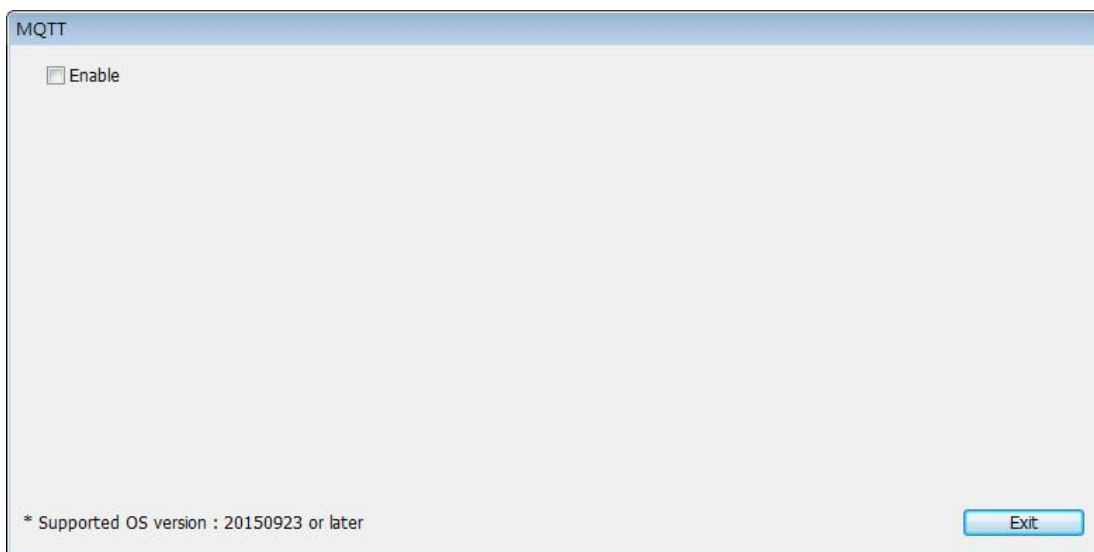 MQTT
Enable
* Supported OS version : 20150923 or later
Exit